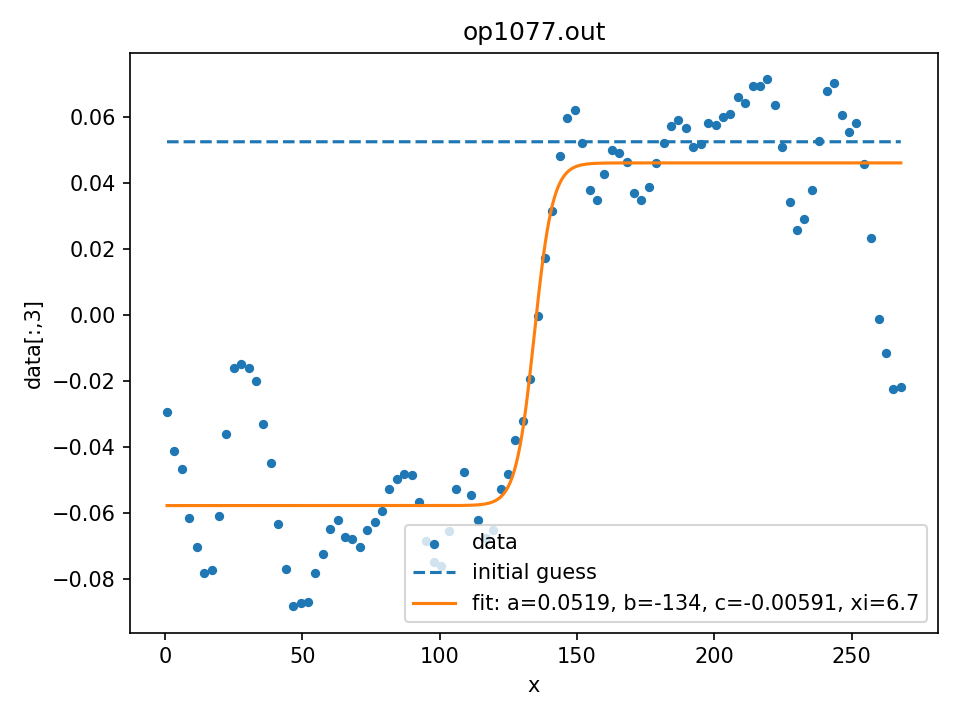 op1077.out
data[:,3]
0.06
0.04
0.02
0.00
−0.02
−0.04
−0.06
−0.08
data
initial guess
fit: a=0.0519, b=-134, c=-0.00591, xi=6.7
0 50 100 150 200 250
x